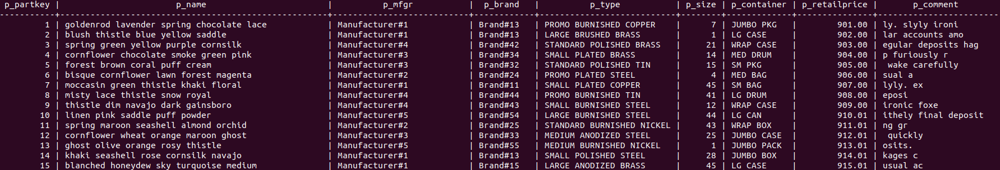 p_partkey | p_name | p_mfgr | p_brand | p_type | p_size | p_container | p_retailprice | p_comment
1 | goldenrod lavender spring chocolate lace | Manufacturer#1 | Brand#13 | PROMO BURNISHED COPPER | 7 | JUMBO PKG | 901.00 | ly. slyly ironi
2 | blush thistle blue yellow saddle | Manufacturer#1 | Brand#13 | LARGE BRUSHED BRASS | 1 | LG CASE | 902.00 | lar accounts amo
3 | spring green yellow purple cornsilk | Manufacturer#4 | Brand#42 | STANDARD POLISHED BRASS | 21 | WRAP CASE | 903.00 | egular deposits hag
4 | cornflower chocolate smoke green pink | Manufacturer#3 | Brand#34 | SMALL PLATED BRASS | 14 | MED DRUM | 904.00 | p furiously r
5 | forest brown coral puff cream | Manufacturer#3 | Brand#32 | STANDARD POLISHED TIN | 15 | SM PKG | 905.00 | wake carefully
6 | bisque cornflower lawn forest magenta | Manufacturer#2 | Brand#24 | PROMO PLATED STEEL | 4 | MED BAG | 906.00 | sual a
7 | moccasin green thistle khaki floral | Manufacturer#1 | Brand#11 | SMALL PLATED COPPER | 45 | SM BAG | 907.00 | lyly. ex
8 | misty lace thistle snow royal | Manufacturer#4 | Brand#44 | PROMO BURNISHED TIN | 41 | LG DRUM | 908.00 | eposi
9 | thistle dim navajo dark gainsboro | Manufacturer#4 | Brand#43 | SMALL BURNISHED STEEL | 12 | WRAP CASE | 909.00 | ironic foxe
10 | linen pink saddle puff powder | Manufacturer#5 | Brand#54 | LARGE BURNISHED STEEL | 44 | LG CAN | 910.01 | ithely final deposit
11 | spring maroon seashell almond orchid | Manufacturer#2 | Brand#25 | STANDARD BURNISHED NICKEL | 43 | WRAP BOX | 911.01 | ng gr
12 | cornflower wheat orange maroon ghost | Manufacturer#3 | Brand#33 | MEDIUM ANODIZED STEEL | 25 | JUMBO CASE | 912.01 | quickly
13 | ghost olive orange rosy thistle | Manufacturer#5 | Brand#55 | MEDIUM BURNISHED NICKEL | 1 | JUMBO PACK | 913.01 | osits.
14 | khaki seashell rose cornsilk navajo | Manufacturer#1 | Brand#13 | SMALL POLISHED STEEL | 28 | JUMBO BOX | 914.01 | kages c
15 | blanched honeydew sky turquoise medium | Manufacturer#1 | Brand#15 | LARGE ANODIZED BRASS | 45 | LG CASE | 915.01 | usual ac